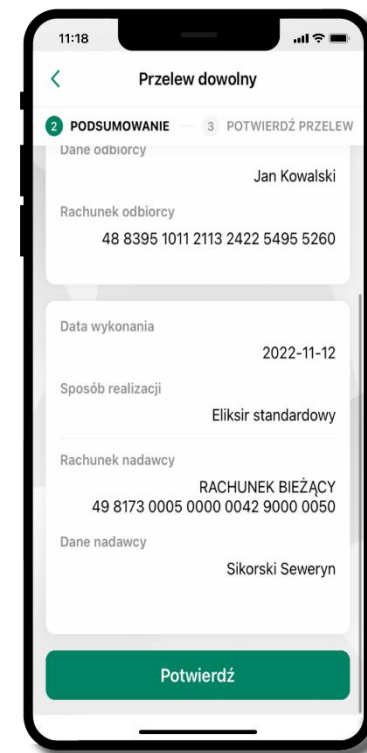 11:18
Przelew dowolny
2 PODSUMOWANIE 3 POTWIERDŹ PRZELEW
Dane odbiorcy
Jan Kowalski
Rachunek odbiorcy
48 8395 1011 2113 2422 5495 5260
Data wykonania
2022-11-12
Sposób realizacji
Eliksir standardowy
Rachunek nadawcy
RACHUNEK BIEŻĄCY
49 8173 0005 0000 0042 9000 0050
Dane nadawcy
Sikorski Seweryn
Potwierdź